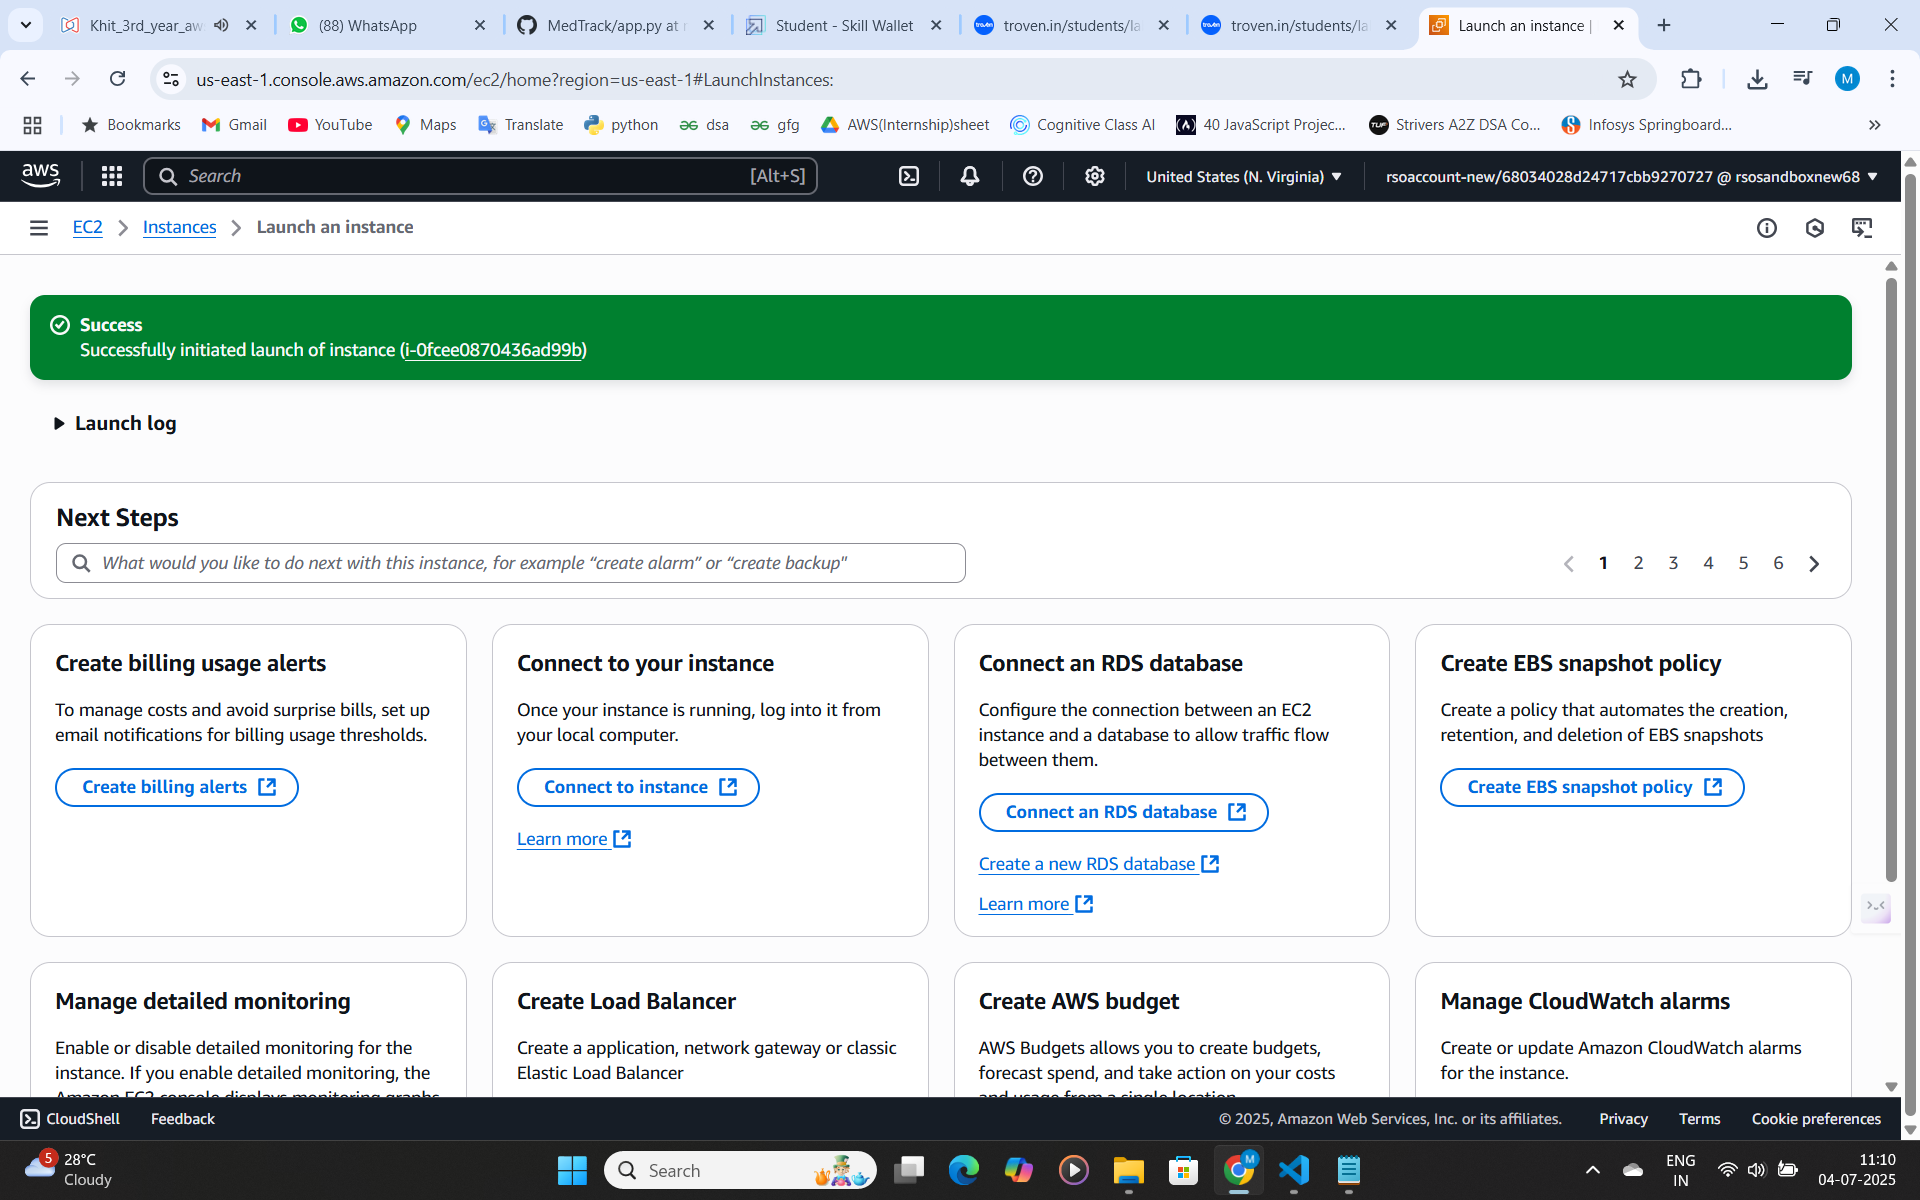 Khit_3rd_year_aw
(88) WhatsApp
MedTrack/app.py at
Student - Skill Wallet
troven.in/students/la
troven.in/students/la
Launch an instance |
us-east-1.console.aws.amazon.com/ec2/home?region=us-east-1#LaunchInstances:
M
Bookmarks
Gmail
YouTube
Maps
Translate
python
dsa
gfg
AWS(Internship)sheet
Cognitive Class AI
40 JavaScript Projec...
Strivers A2Z DSA Co...
Infosys Springboard...
aws
Search
[Alt+S]
United States (N. Virginia)
rsoaccount-new/68034028d24717cbb9270727 @ rsosandboxnew68
EC2
Instances
Launch an instance
Success
Successfully initiated launch of instance (i-0fcee0870436ad99b)
Launch log
Next Steps
What would you like to do next with this instance, for example “create alarm” or “create backup"
1 2 3 4 5 6
Create billing usage alerts
To manage costs and avoid surprise bills, set up
email notifications for billing usage thresholds.
Create billing alerts
Connect to your instance
Once your instance is running, log into it from
your local computer.
Connect to instance
Learn more
Connect an RDS database
Configure the connection between an EC2
instance and a database to allow traffic flow
between them.
Connect an RDS database
Create a new RDS database
Learn more
Create EBS snapshot policy
Create a policy that automates the creation,
retention, and deletion of EBS snapshots
Create EBS snapshot policy
Manage detailed monitoring
Enable or disable detailed monitoring for the
instance. If you enable detailed monitoring, the
Amazon EC2 console displays monitoring graphs
Create Load Balancer
Create a application, network gateway or classic
Elastic Load Balancer
Create AWS budget
AWS Budgets allows you to create budgets,
forecast spend, and take action on your costs
and usage from a single location.
Manage CloudWatch alarms
Create or update Amazon CloudWatch alarms
for the instance.
CloudShell
Feedback
© 2025, Amazon Web Services, Inc. or its affiliates.
Privacy
Terms
Cookie preferences
5
28°C
Cloudy
Search
M
ENG
IN
11:10
04-07-2025